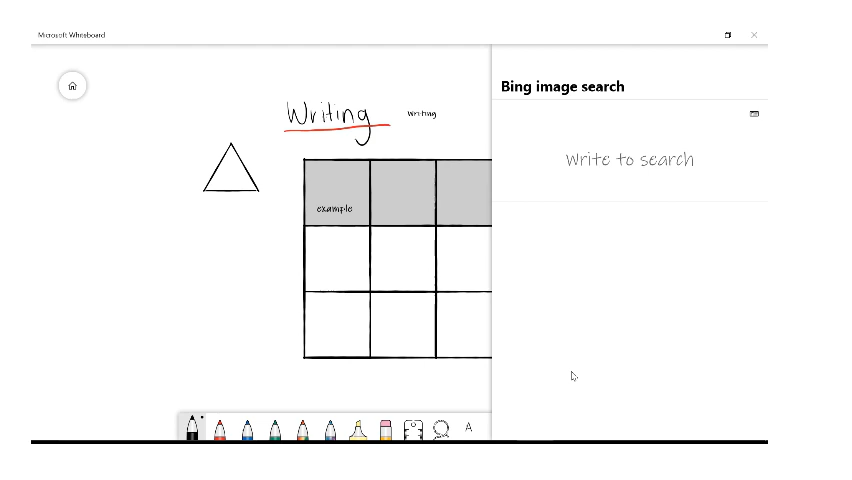 Microsoft Whiteboard
Bing image search
Writing
Writing
Write to search
example
A